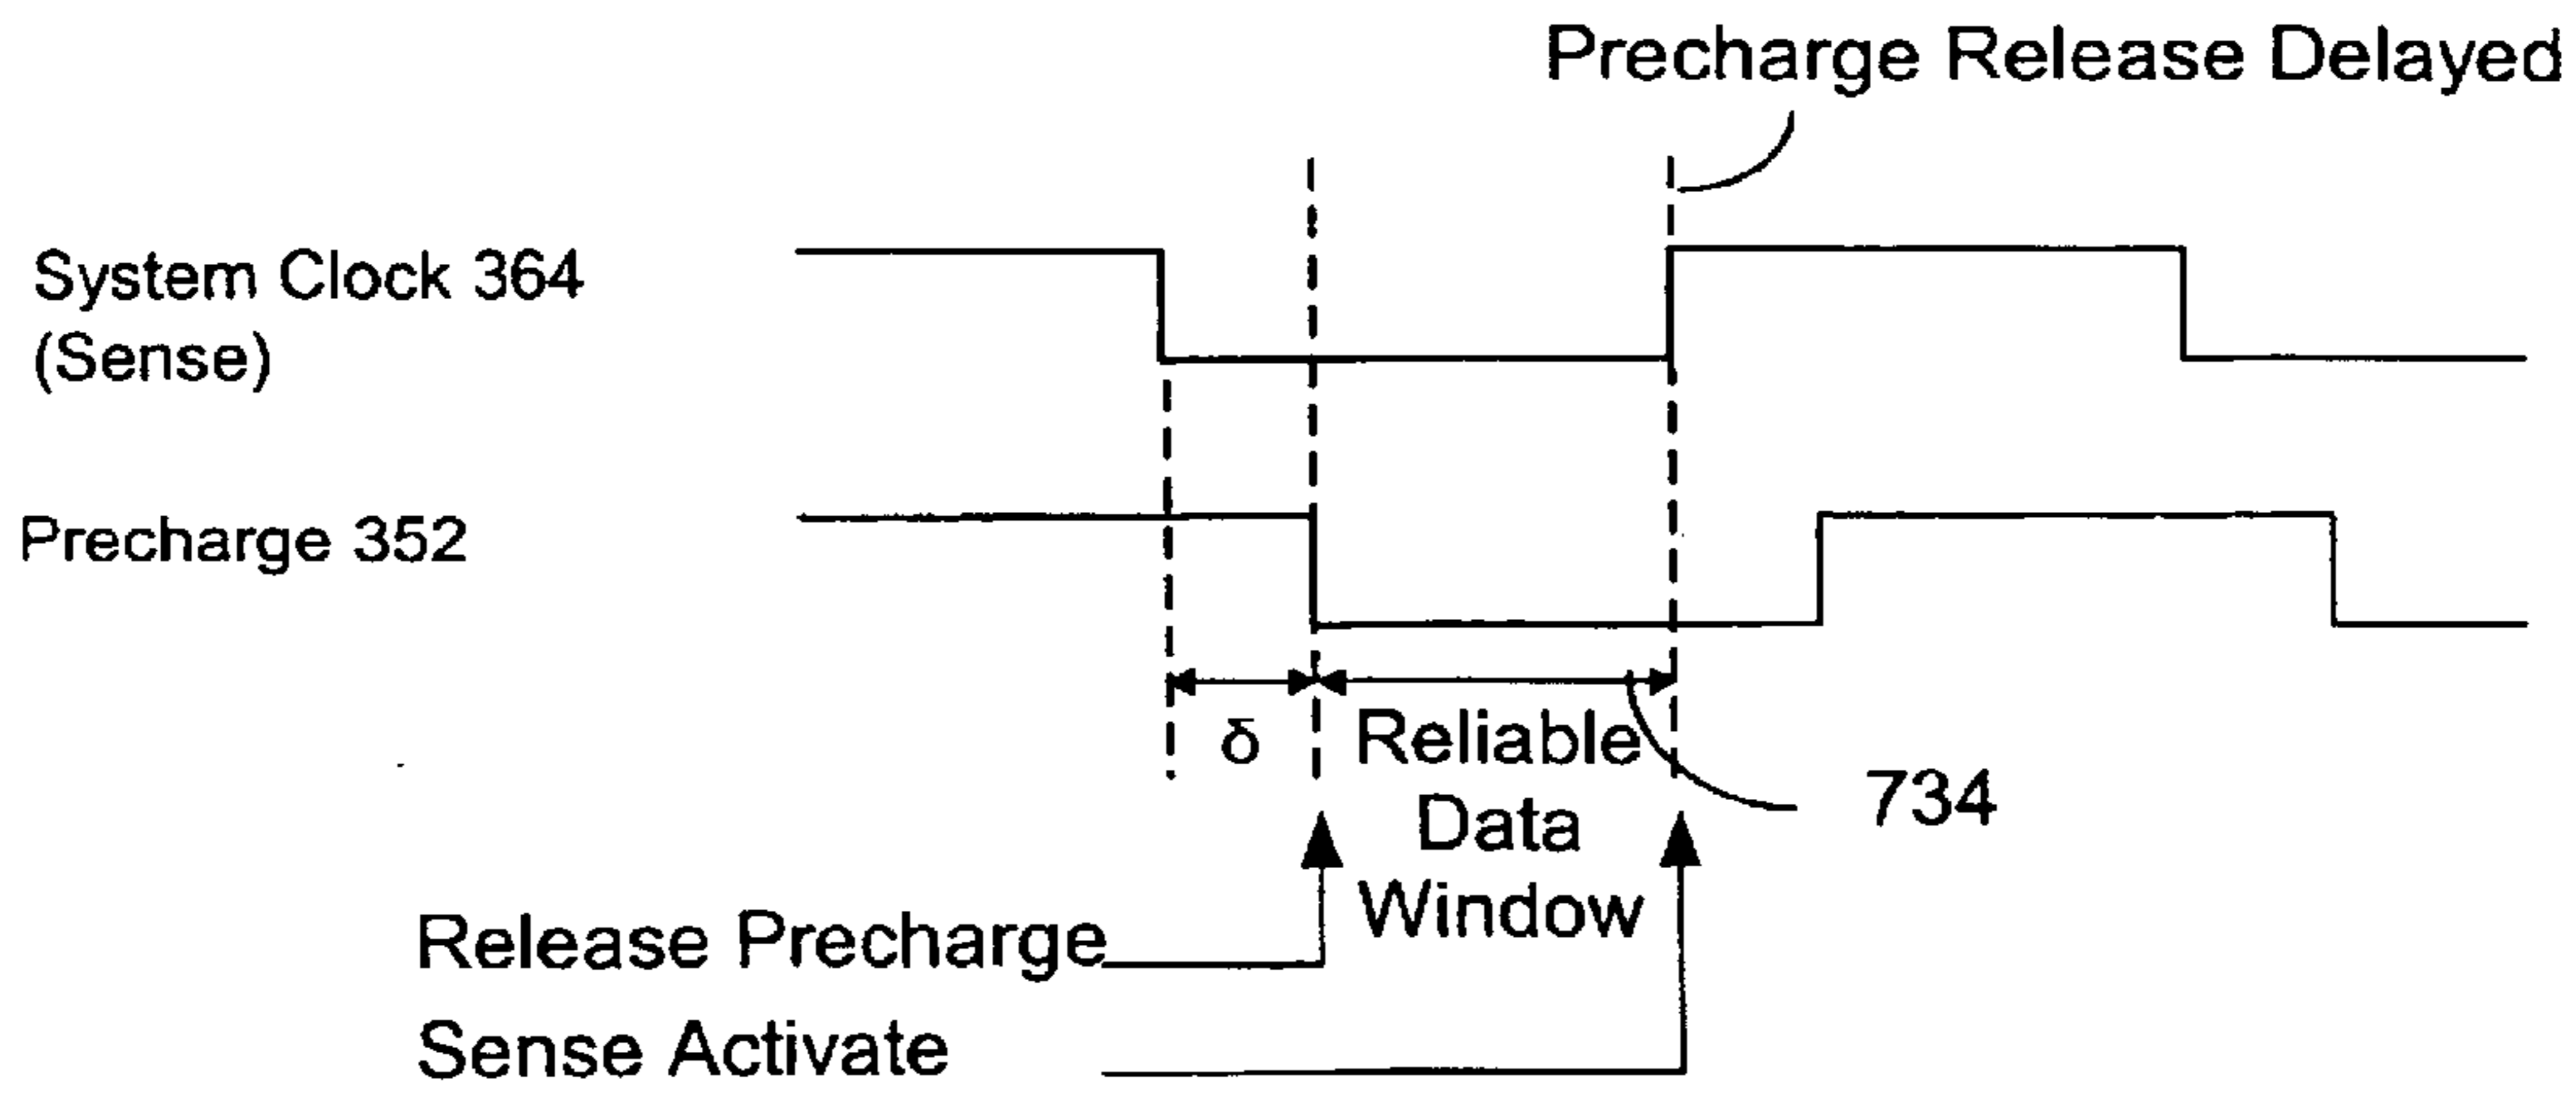 Precharge Release Delayed
System Clock 364
(Sense)
Precharge 352
δ
Reliable
Data
Window
734
Release Precharge
Sense Activate